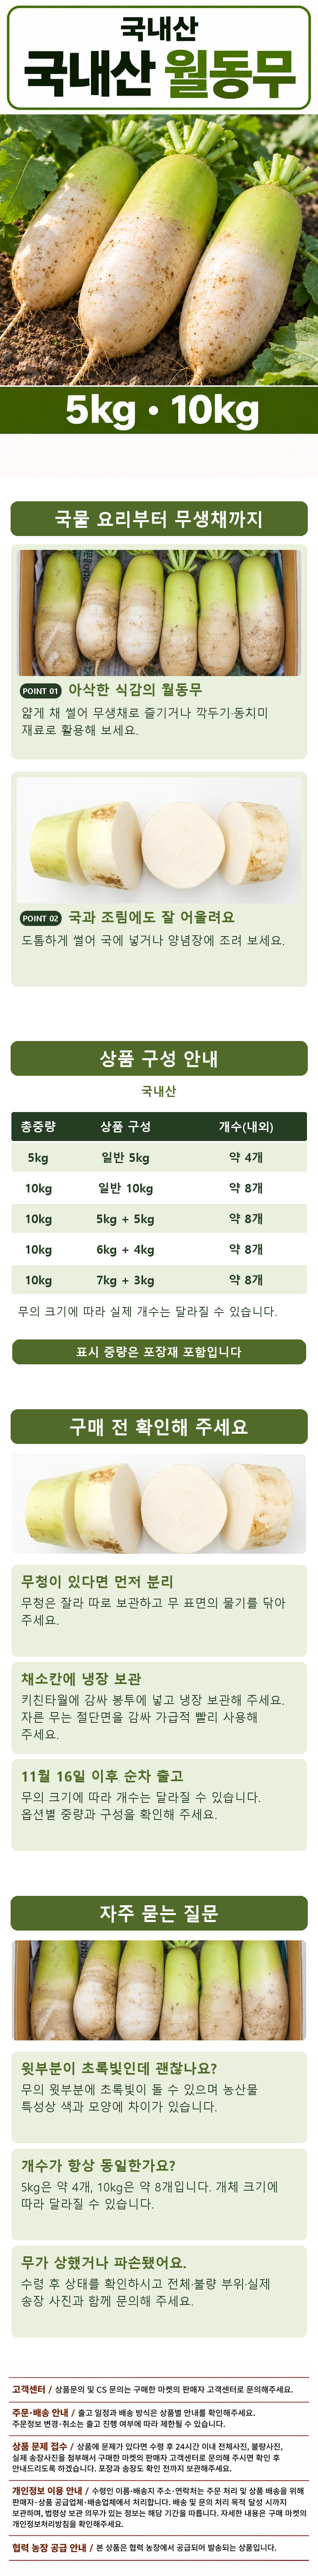 국내산
국내산 월동무
5kg · 10kg
국물 요리부터 무생채까지
POINT 01 아삭한 식감의 월동무
얇게 채 썰어 무생채로 즐기거나 깍두기·동치미
재료로 활용해 보세요.
POINT 02 국과 조림에도 잘 어울려요
도톰하게 썰어 국에 넣거나 양념장에 조려 보세요.
상품 구성 안내
국내산
총중량 상품 구성 개수(내외)
5kg 일반 5kg 약 4개
10kg 일반 10kg 약 8개
10kg 5kg + 5kg 약 8개
10kg 6kg + 4kg 약 8개
10kg 7kg + 3kg 약 8개
무의 크기에 따라 실제 개수는 달라질 수 있습니다.
표시 중량은 포장재 포함입니다
구매 전 확인해 주세요
무청이 있다면 먼저 분리
무청은 잘라 따로 보관하고 무 표면의 물기를 닦아
주세요.
채소칸에 냉장 보관
키친타월에 감싸 봉투에 넣고 냉장 보관해 주세요.
자른 무는 절단면을 감싸 가급적 빨리 사용해
주세요.
11월 16일 이후 순차 출고
무의 크기에 따라 개수는 달라질 수 있습니다.
옵션별 중량과 구성을 확인해 주세요.
자주 묻는 질문
윗부분이 초록빛인데 괜찮나요?
무의 윗부분에 초록빛이 돌 수 있으며 농산물
특성상 색과 모양에 차이가 있습니다.
개수가 항상 동일한가요?
5kg은 약 4개, 10kg은 약 8개입니다. 개체 크기에
따라 달라질 수 있습니다.
무가 상했거나 파손됐어요.
수령 후 상태를 확인하시고 전체·불량 부위·실제
송장 사진과 함께 문의해 주세요.
고객센터 / 상품문의 및 CS 문의는 구매한 마켓의 판매자 고객센터로 문의해주세요.
주문·배송 안내 / 출고 일정과 배송 방식은 상품별 안내를 확인해주세요.
주문정보 변경·취소는 출고 진행 여부에 따라 제한될 수 있습니다.
상품 문제 접수 / 상품에 문제가 있다면 수령 후 24시간 이내 전체사진, 불량사진,
실제 송장사진을 첨부해서 구매한 마켓의 판매자 고객센터로 문의해 주시면 확인 후
안내드리도록 하겠습니다. 포장과 송장도 확인 전까지 보관해주세요.
개인정보 이용 안내 / 수령인 이름·배송지 주소·연락처는 주문 처리 및 상품 배송을 위해
판매자·상품 공급업체·배송업체에서 처리합니다. 배송 및 문의 처리 목적 달성 시까지
보관하며, 법령상 보관 의무가 있는 정보는 해당 기간을 따릅니다. 자세한 내용은 구매 마켓의
개인정보처리방침을 확인해주세요.
협력 농장 공급 안내 / 본 상품은 협력 농장에서 공급되어 발송되는 상품입니다.